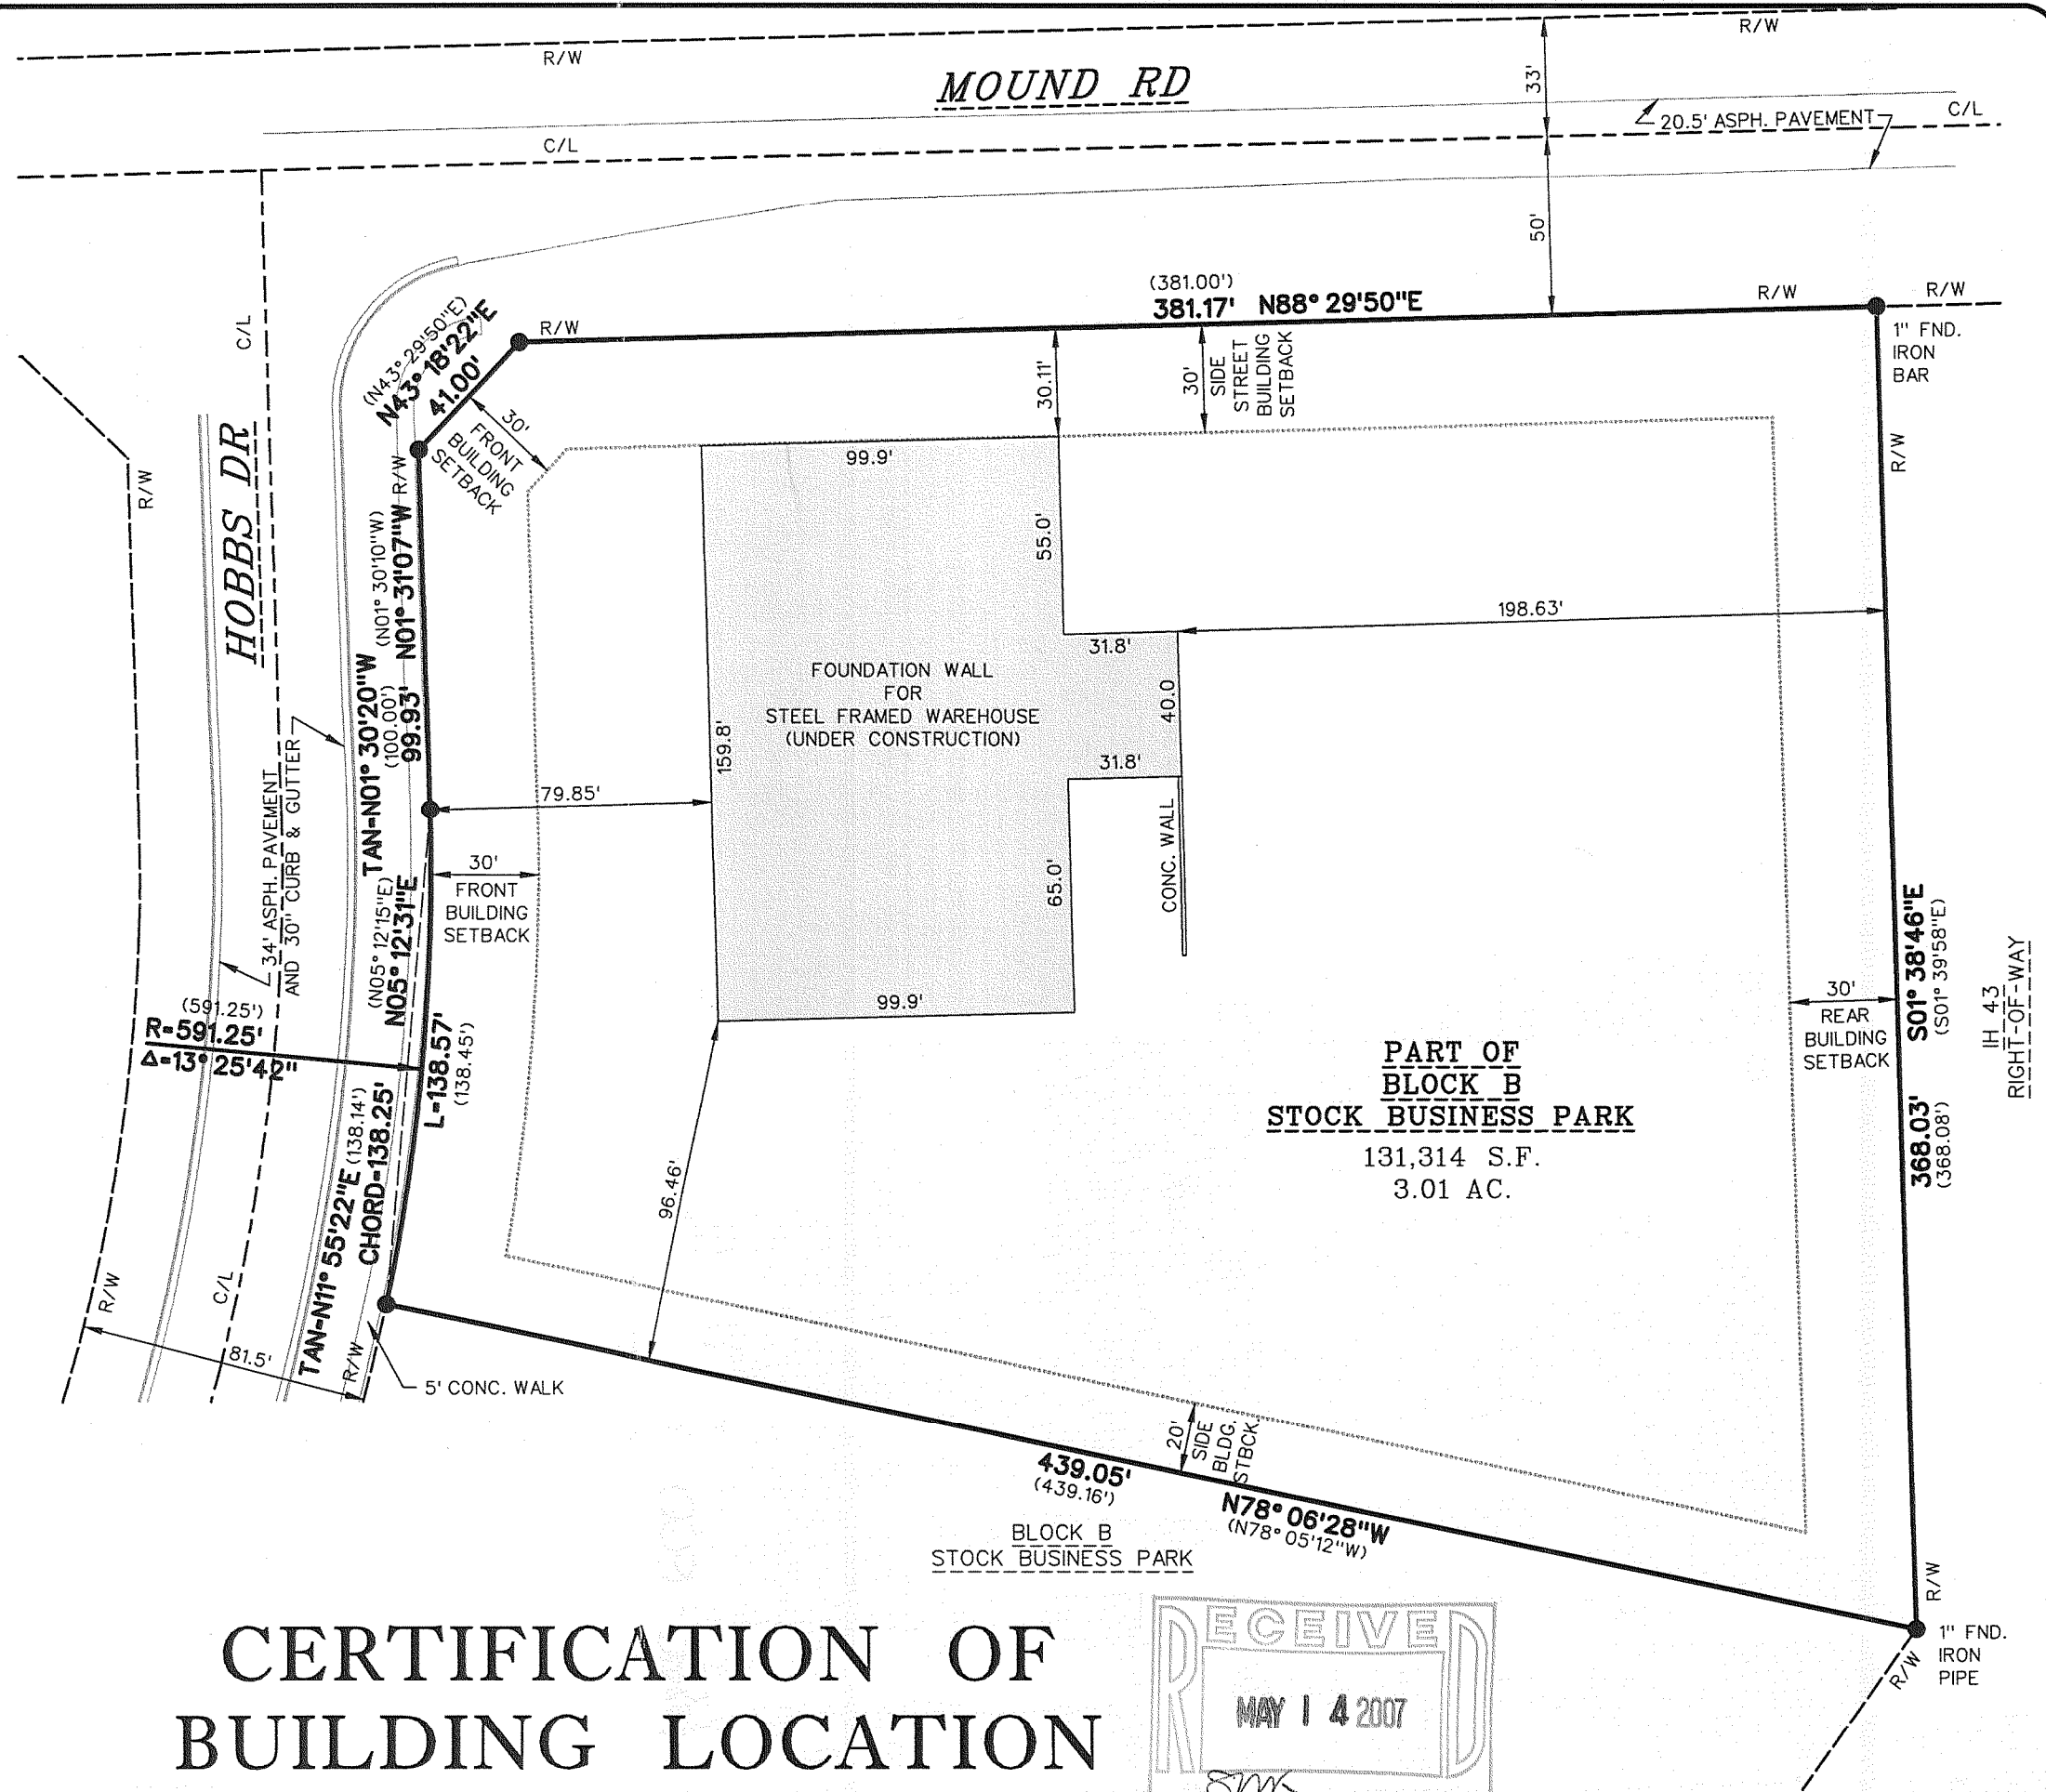 R/W
R/W
MOUND RD
33'
20.5' ASPH. PAVEMENT
C/L
C/L
50'
C/L
(381.00')
381.17' N88° 29'50"E
R/W
R/W
R/W
1" FND.
IRON
BAR
(N43° 29'50"E)
N43° 18'22"E
41.00'
30'
FRONT
BUILDING
SETBACK
30.11'
30'
SIDE
STREET
BUILDING
SETBACK
R/W
R/W
HOBBS DR
R/W
(N01° 30'10"W)
N01° 31'07"W
(100.00')
99.93'
TAN=N01° 30'20"W
99.9'
55.0'
198.63'
31.8'
40.0
31.8'
FOUNDATION WALL
FOR
STEEL FRAMED WAREHOUSE
(UNDER CONSTRUCTION)
159.8'
79.85'
65.0'
CONC. WALL
99.9'
34' ASPH. PAVEMENT
AND 30" CURB & GUTTER
30'
FRONT
BUILDING
SETBACK
(N05° 12'15"E)
N05° 12'31"E
(591.25')
R=591.25'
Δ=13° 25'42"
L=138.57'
(138.45')
(138.14')
CHORD=138.25'
TAN=N11° 55'22"E
96.46'
PART OF
BLOCK B
STOCK BUSINESS PARK
131,314 S.F.
3.01 AC.
30'
REAR
BUILDING
SETBACK
S01° 38'46"E
(S01° 39'58"E)
368.03'
(368.08')
IH 43
RIGHT-OF-WAY
R/W
C/L
81.5'
R/W
5' CONC. WALK
20'
SIDE
BLDG.
STBCK.
439.05'
(439.16')
N78° 06'28"W
(N78° 05'12"W)
BLOCK B
STOCK BUSINESS PARK
R/W
R/W
1" FND.
IRON
PIPE
CERTIFICATION OF
BUILDING LOCATION
RECEIVED
MAY 14 2007